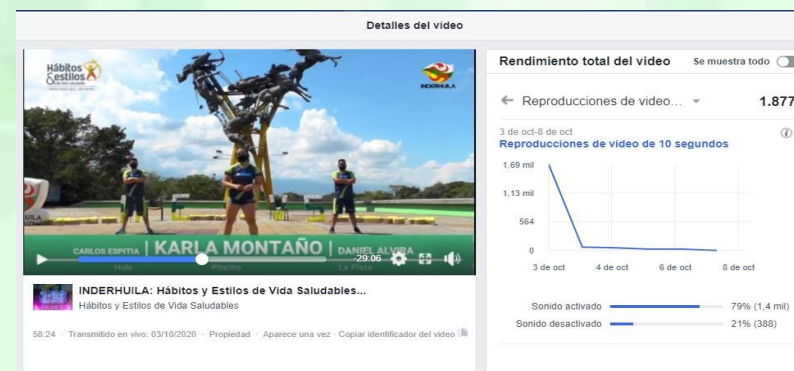 Detalles del video
Hábitos
& estilos
INDERHUILA
CARLOS ESPITIA | KARLA MONTAÑO | DANIEL ALVIRA
Huila Pitalito La Plata
-29:06
INDERHUILA: Hábitos y Estilos de Vida Saludables...
Hábitos y Estilos de Vida Saludables
58:24 · Transmitido en vivo: 03/10/2020 · Propiedad · Aparece una vez · Copiar identificador del video
Rendimiento total del video Se muestra todo
Reproducciones de video... 1.877
3 de oct-8 de oct
Reproducciones de video de 10 segundos
1,69 mil
1,13 mil
564
0
3 de oct 4 de oct 6 de oct 8 de oct
Sonido activado 79% (1,4 mil)
Sonido desactivado 21% (388)